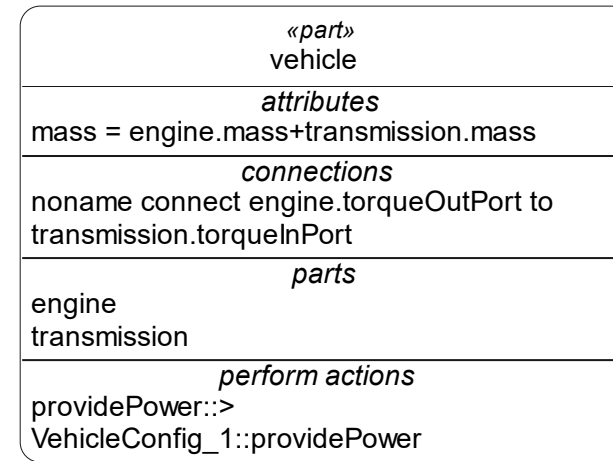 «part»
vehicle
attributes
mass = engine.mass+transmission.mass
connections
noname connect engine.torqueOutPort to
transmission.torqueInPort
parts
engine
transmission
perform actions
providePower::>
VehicleConfig_1::providePower